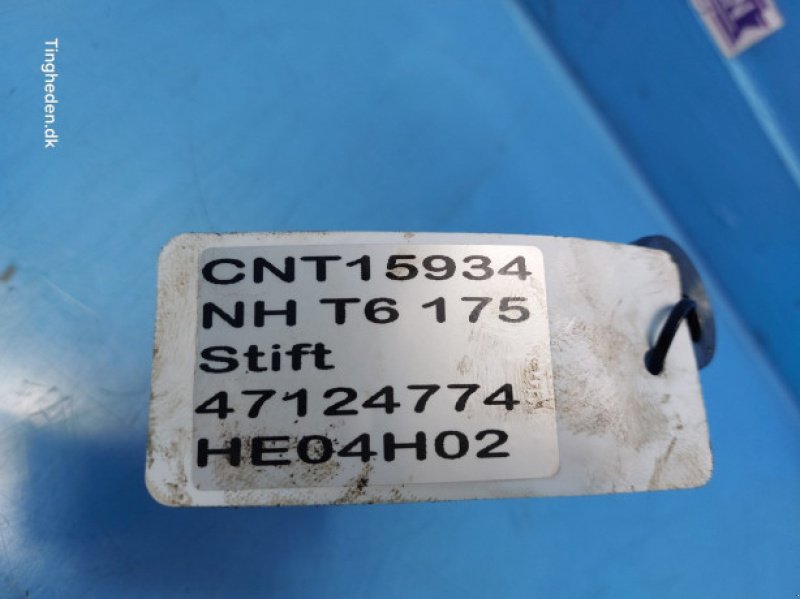 Tingheden.dk
CNT15934
NH T6 175
Stift
47124774
HE04H02